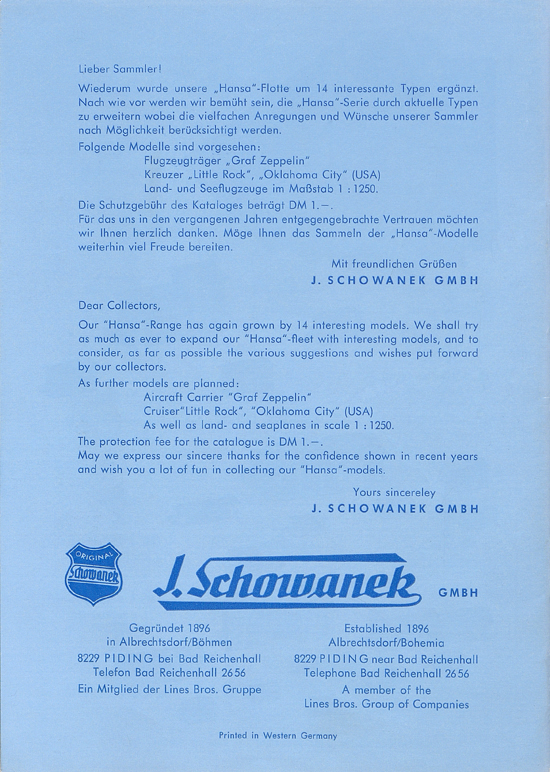 Lieber Sammler!
Wiederum wurde unsere „Hansa"-Flotte um 14 interessante Typen ergänzt.
Nach wie vor werden wir bemüht sein, die „Hansa"-Serie durch aktuelle Typen
zu erweitern wobei die vielfachen Anregungen und Wünsche unserer Sammler
nach Möglichkeit berücksichtigt werden.
Folgende Modelle sind vorgesehen:
Flugzeugträger „Graf Zeppelin"
Kreuzer „Little Rock", „Oklahoma City" (USA)
Land- und Seeflugzeuge im Maßstab 1 : 1250.
Die Schutzgebühr des Kataloges beträgt DM 1.—.
Für das uns in den vergangenen Jahren entgegengebrachte Vertrauen möchten
wir Ihnen herzlich danken. Möge Ihnen das Sammeln der „Hansa"-Modelle
weiterhin viel Freude bereiten.
Mit freundlichen Grüßen
J. SCHOWANEK GMBH
Dear Collectors,
Our "Hansa"-Range has again grown by 14 interesting models. We shall try
as much as ever to expand our "Hansa"-fleet with interesting models, and to
consider, as far as possible the various suggestions and wishes put forward
by our collectors.
As further models are planned:
Aircraft Carrier "Graf Zeppelin"
Cruiser"Little Rock", "Oklahoma City" (USA)
As well as land- and seaplanes in scale 1 : 1250.
The protection fee for the catalogue is DM 1.—.
May we express our sincere thanks for the confidence shown in recent years
and wish you a lot of fun in collecting our "Hansa"-models.
Yours sincereley
J. SCHOWANEK GMBH
ORIGINAL
Schowanek
J. Schowanek GMBH
Gegründet 1896
in Albrechtsdorf/Böhmen
8229 PIDING bei Bad Reichenhall
Telefon Bad Reichenhall 2656
Ein Mitglied der Lines Bros. Gruppe
Established 1896
Albrechtsdorf/Bohemia
8229 PIDING near Bad Reichenhall
Telephone Bad Reichenhall 2656
A member of the
Lines Bros. Group of Companies
Printed in Western Germany